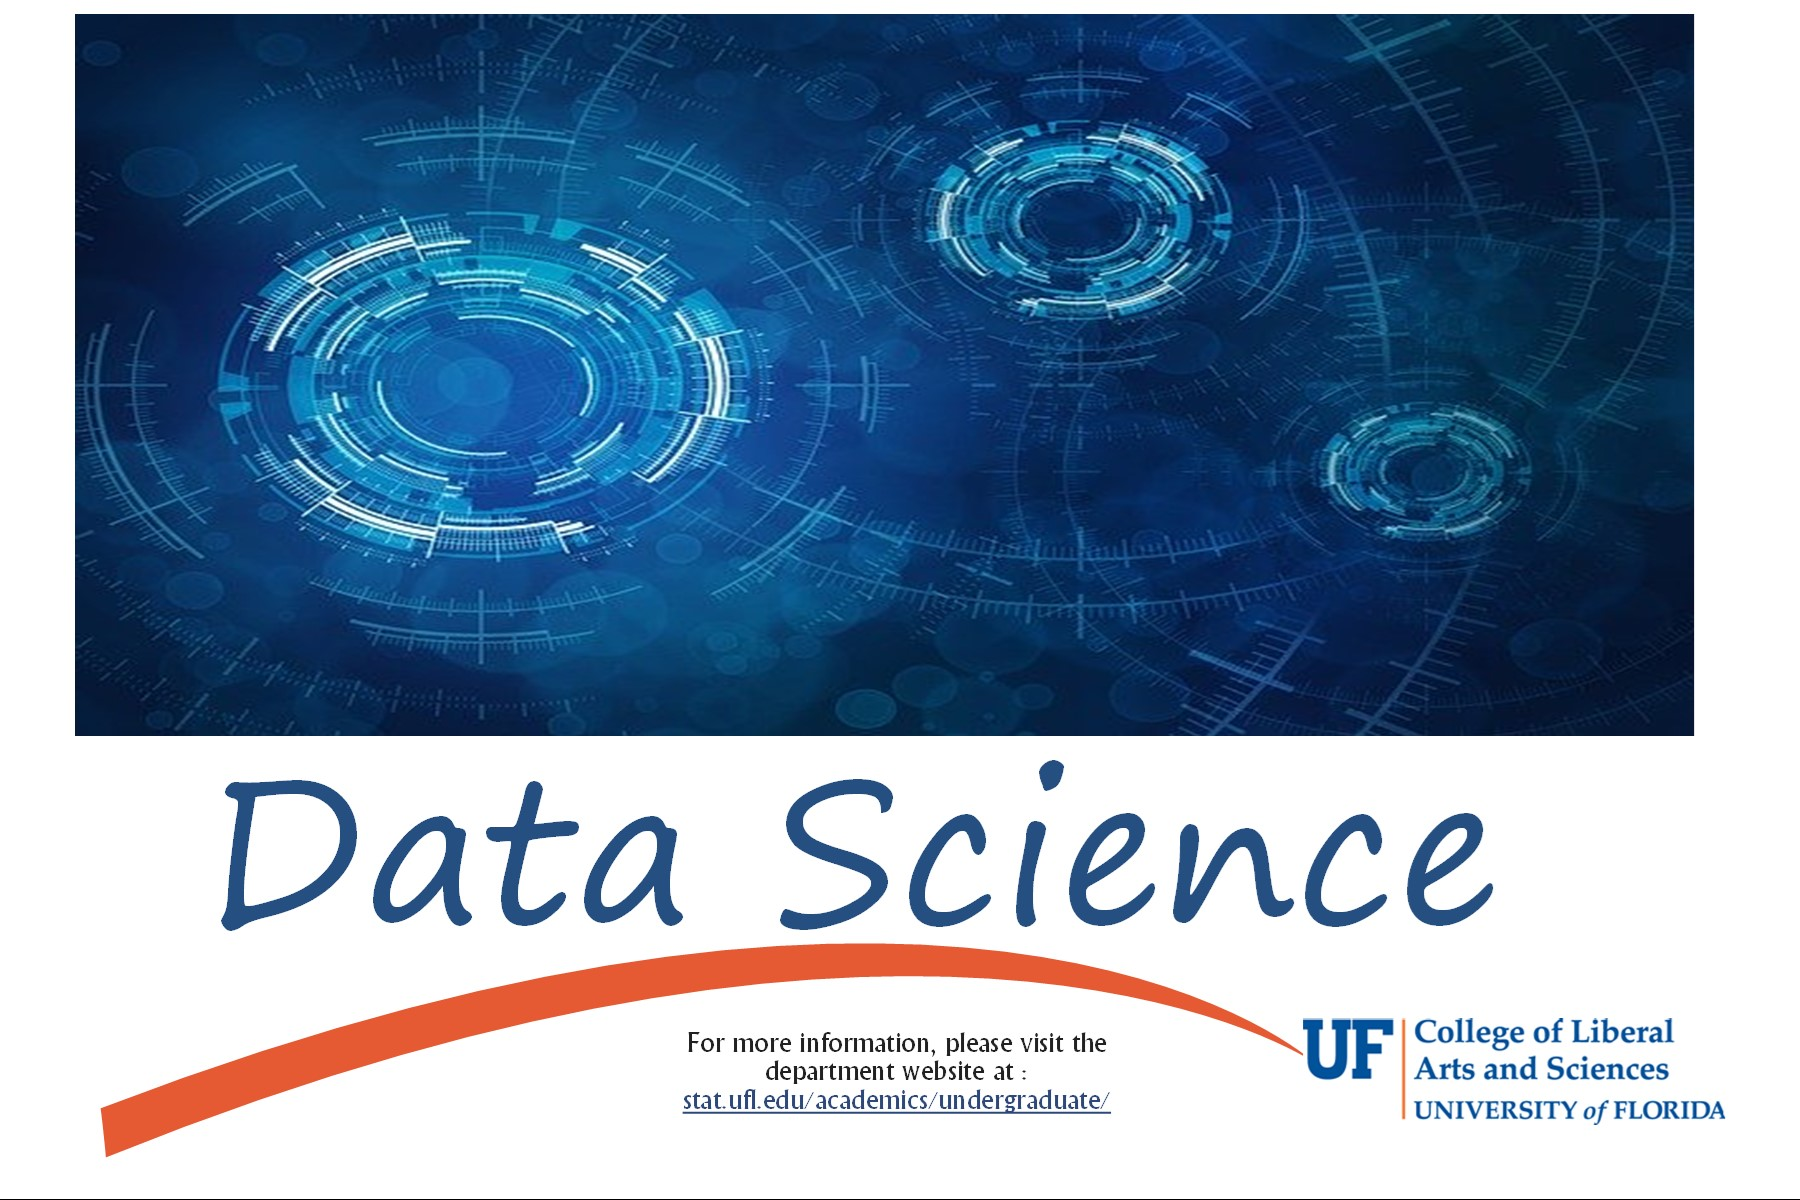 Data Science
For more information, please visit the
department website at :
stat.ufl.edu/academics/undergraduate/
UF
College of Liberal
Arts and Sciences
UNIVERSITY of FLORIDA